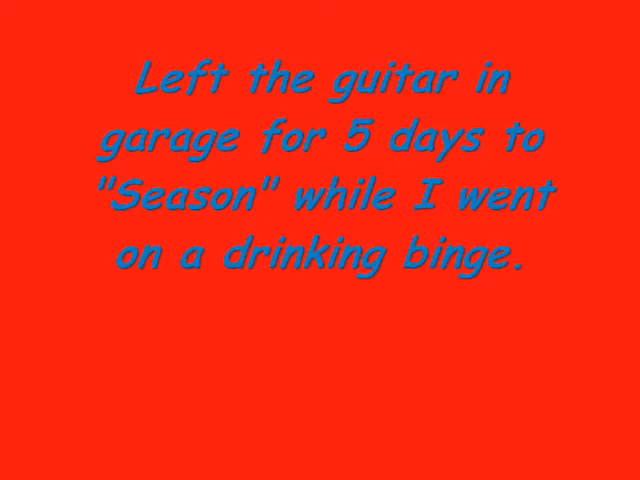 Left the guitar in
garage for 5 days to
"Season" while I went
on a drinking binge.